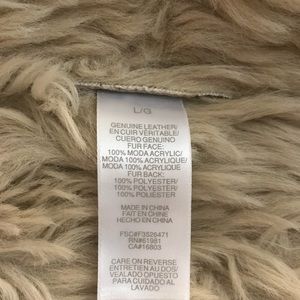 L/G
GENUINE LEATHER/
EN CUIR VÉRITABLE/
CUERO GENUINO
FUR FACE:
100% MODA ACRYLIC/
MODA 100% ACRYLIQUE/
MODA 100% ACRÍLICO
FUR BACK:
100% POLYESTER/
100% POLYESTER/
100% POLIÉSTER
MADE IN CHINA
FAIT EN CHINE
HECHO EN CHINA
FSC#F3526471
RN#61981
CA#16803
CARE ON REVERSE
ENTRETIEN AU DOS/
VEALADO OPUESTO AL
LAVADO